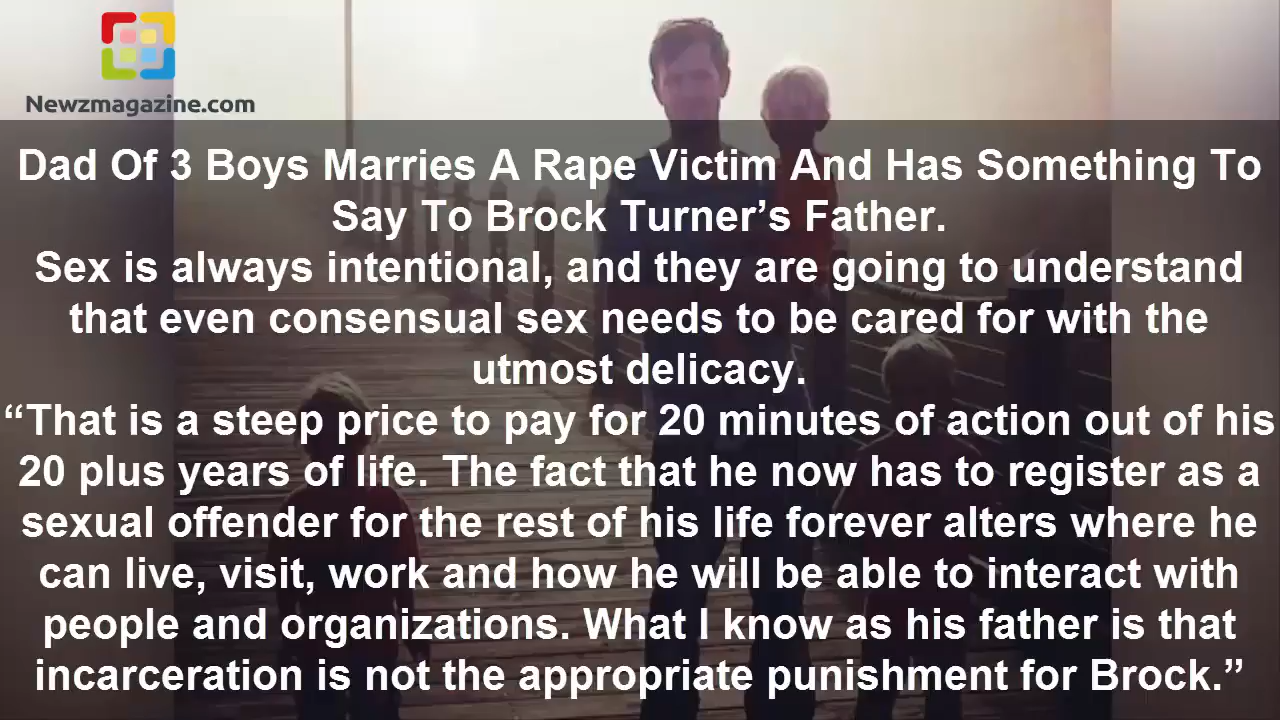 Newzmagazine.com
Dad Of 3 Boys Marries A Rape Victim And Has Something To
Say To Brock Turner’s Father.
Sex is always intentional, and they are going to understand
that even consensual sex needs to be cared for with the
utmost delicacy.
“That is a steep price to pay for 20 minutes of action out of his
20 plus years of life. The fact that he now has to register as a
sexual offender for the rest of his life forever alters where he
can live, visit, work and how he will be able to interact with
people and organizations. What I know as his father is that
incarceration is not the appropriate punishment for Brock.”